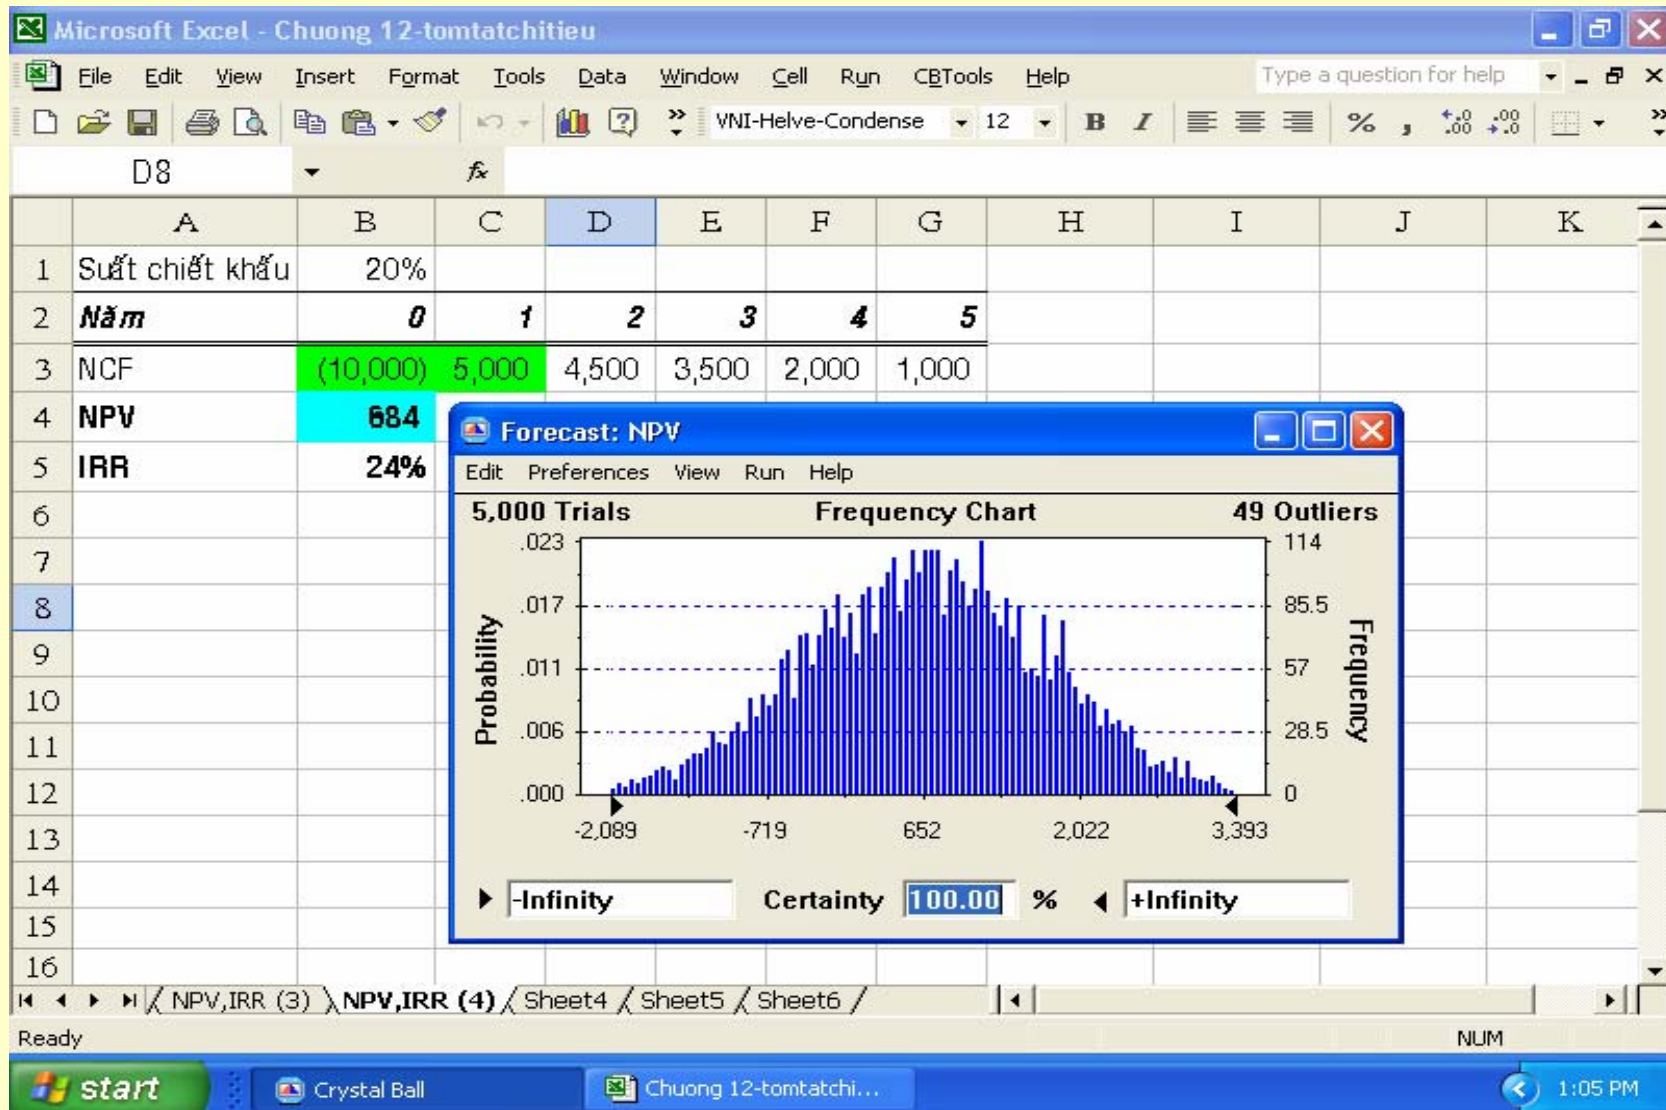 Microsoft Excel - Chuong 12-tomtatchitieu
File Edit View Insert Format Tools Data Window Cell Run CBTools Help Type a question for help
VNI-Helve-Condense 12 B I % ,
D8 fx
A B C D E F G H I J K
1 Suất chiết khấu 20%
2 Năm 0 1 2 3 4 5
3 NCF (10,000) 5,000 4,500 3,500 2,000 1,000
4 NPV 684
5 IRR 24%
6
7
8
9
10
11
12
13
14
15
16
Forecast: NPV
Edit Preferences View Run Help
5,000 Trials Frequency Chart 49 Outliers
.023 114
.017 85.5
.011 57
.006 28.5
.000 0
Probability
Frequency
-2,089 -719 652 2,022 3,393
-Infinity Certainty 100.00 % +Infinity
NPV,IRR (3) NPV,IRR (4) Sheet4 Sheet5 Sheet6
Ready NUM
start Crystal Ball Chuong 12-tomtatchi... 1:05 PM